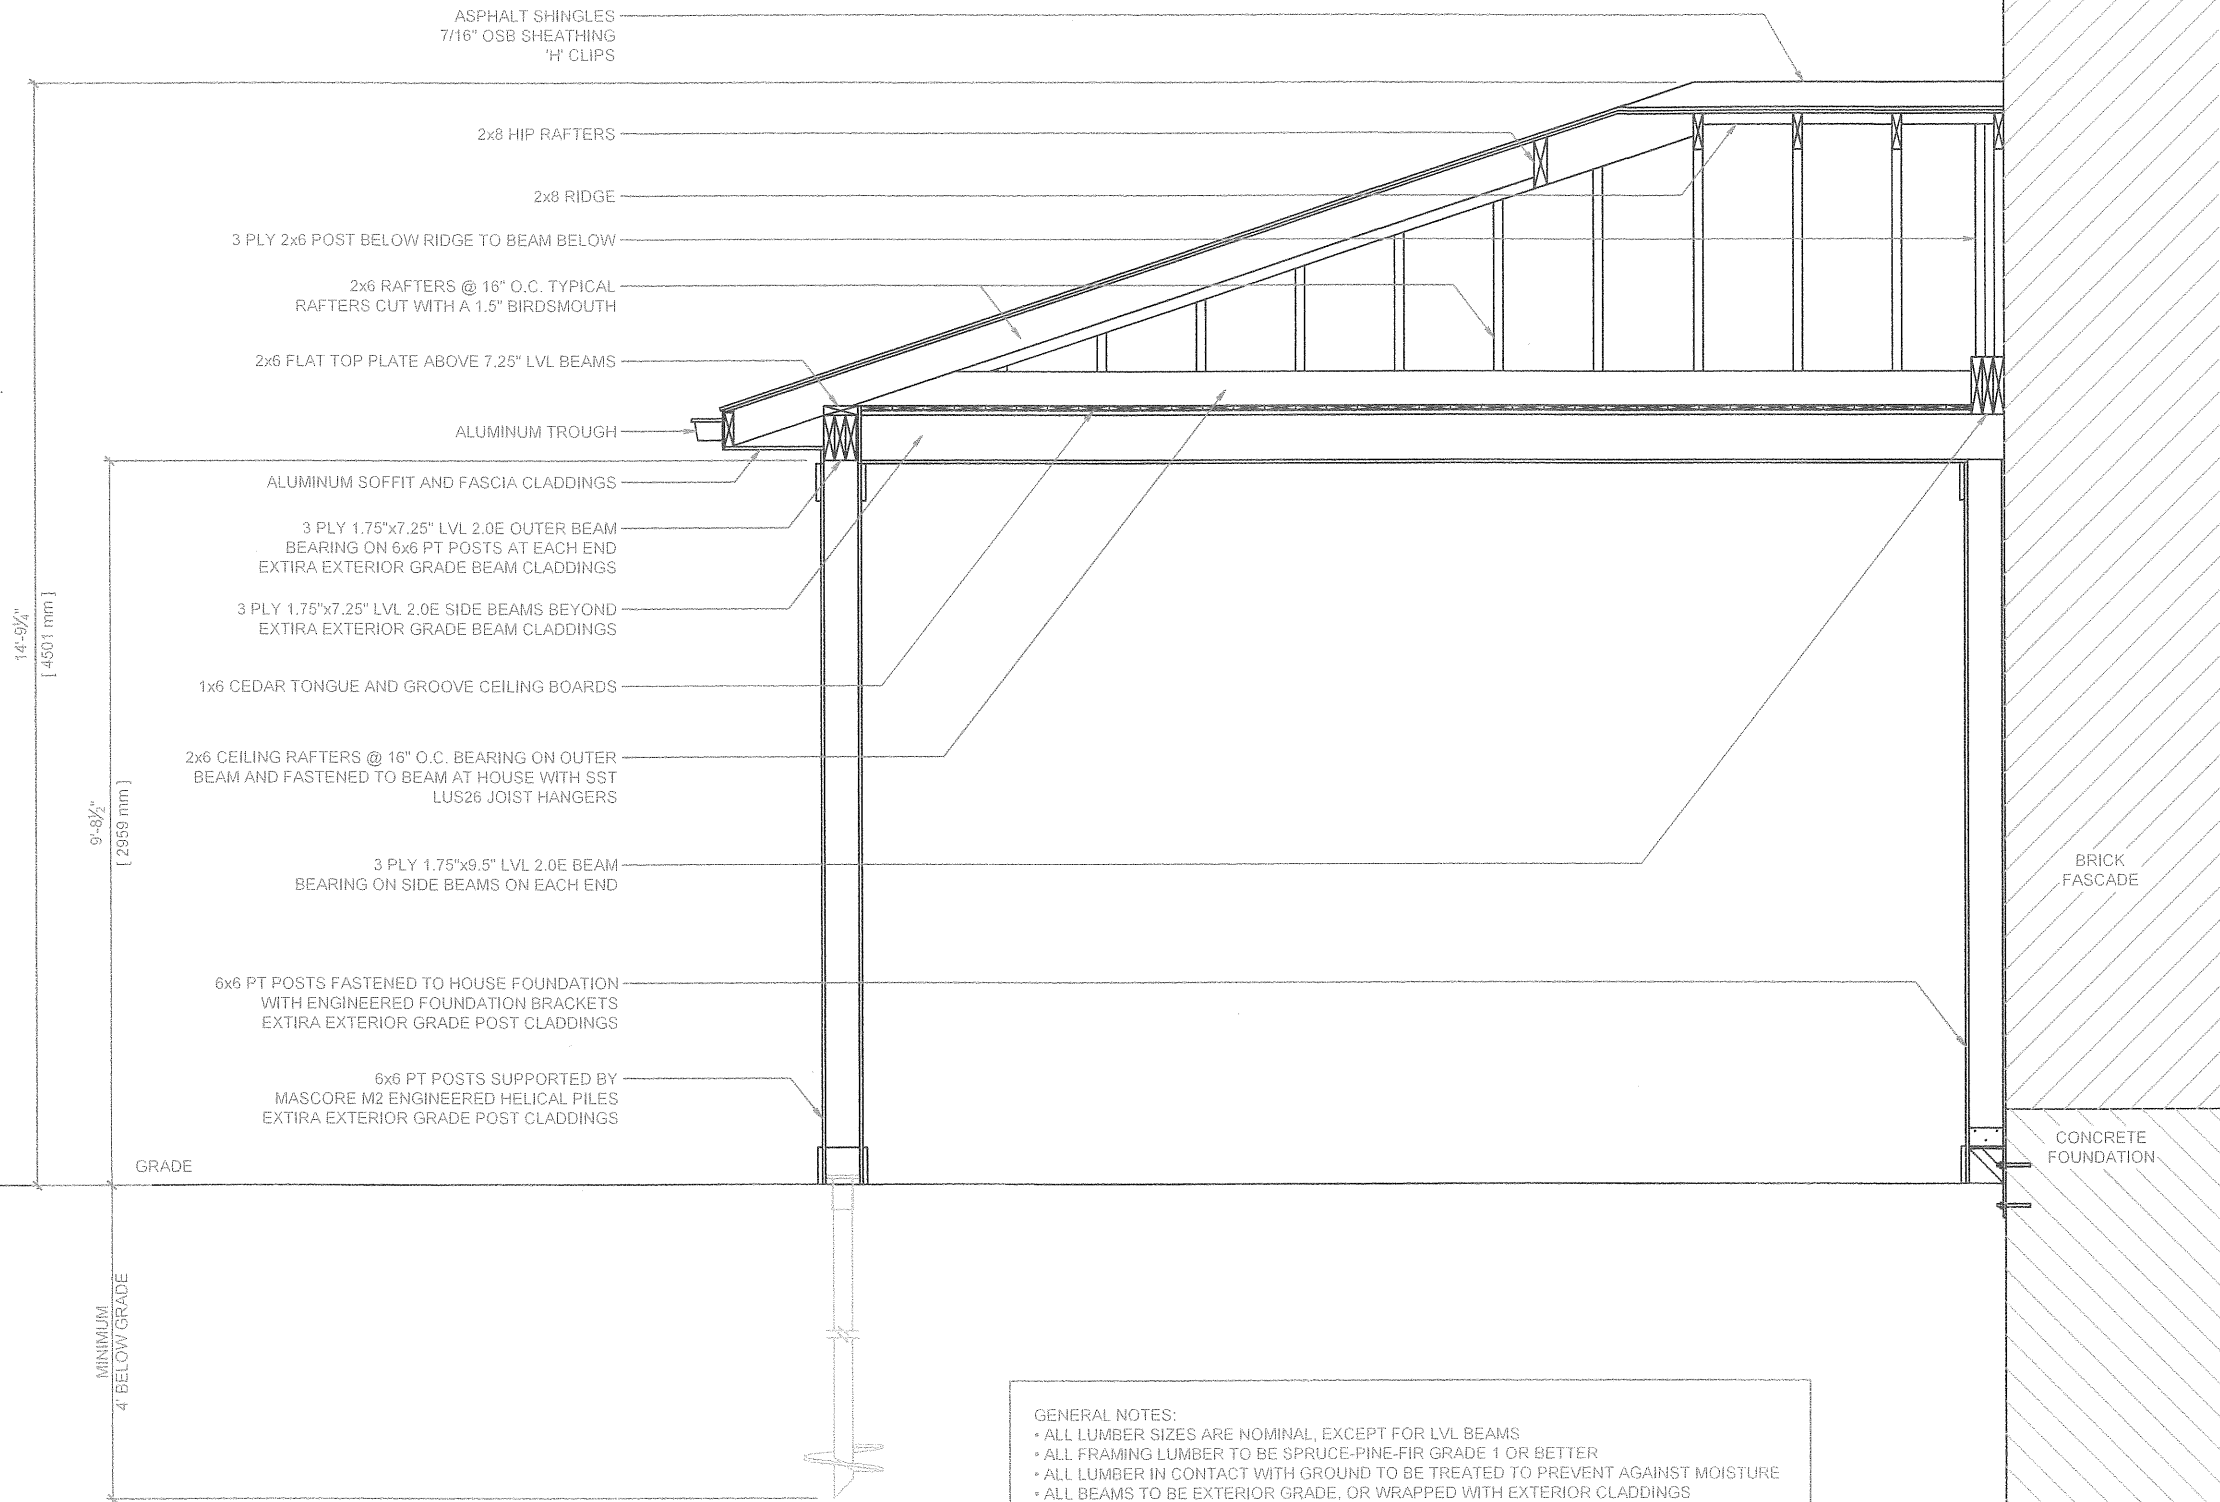 ASPHALT SHINGLES
7/16" OSB SHEATHING
'H' CLIPS
2x8 HIP RAFTERS
2x8 RIDGE
3 PLY 2x6 POST BELOW RIDGE TO BEAM BELOW
2x6 RAFTERS @ 16" O.C. TYPICAL
RAFTERS CUT WITH A 1.5" BIRDSMOUTH
2x6 FLAT TOP PLATE ABOVE 7.25" LVL BEAMS
ALUMINUM TROUGH
ALUMINUM SOFFIT AND FASCIA CLADDINGS
3 PLY 1.75"x7.25" LVL 2.0E OUTER BEAM
BEARING ON 6x6 PT POSTS AT EACH END
EXTIRA EXTERIOR GRADE BEAM CLADDINGS
3 PLY 1.75"x7.25" LVL 2.0E SIDE BEAMS BEYOND
EXTIRA EXTERIOR GRADE BEAM CLADDINGS
14'-9¼"
[ 4501 mm ]
1x6 CEDAR TONGUE AND GROOVE CEILING BOARDS
2x6 CEILING RAFTERS @ 16" O.C. BEARING ON OUTER
BEAM AND FASTENED TO BEAM AT HOUSE WITH SST
LUS26 JOIST HANGERS
9'-8½"
[ 2959 mm ]
3 PLY 1.75"x9.5" LVL 2.0E BEAM
BEARING ON SIDE BEAMS ON EACH END
BRICK
FASCADE
6x6 PT POSTS FASTENED TO HOUSE FOUNDATION
WITH ENGINEERED FOUNDATION BRACKETS
EXTIRA EXTERIOR GRADE POST CLADDINGS
6x6 PT POSTS SUPPORTED BY
MASCORE M2 ENGINEERED HELICAL PILES
EXTIRA EXTERIOR GRADE POST CLADDINGS
CONCRETE
FOUNDATION
GRADE
MINIMUM
4' BELOW GRADE
GENERAL NOTES:
• ALL LUMBER SIZES ARE NOMINAL, EXCEPT FOR LVL BEAMS
• ALL FRAMING LUMBER TO BE SPRUCE-PINE-FIR GRADE 1 OR BETTER
• ALL LUMBER IN CONTACT WITH GROUND TO BE TREATED TO PREVENT AGAINST MOISTURE
• ALL BEAMS TO BE EXTERIOR GRADE, OR WRAPPED WITH EXTERIOR CLADDINGS